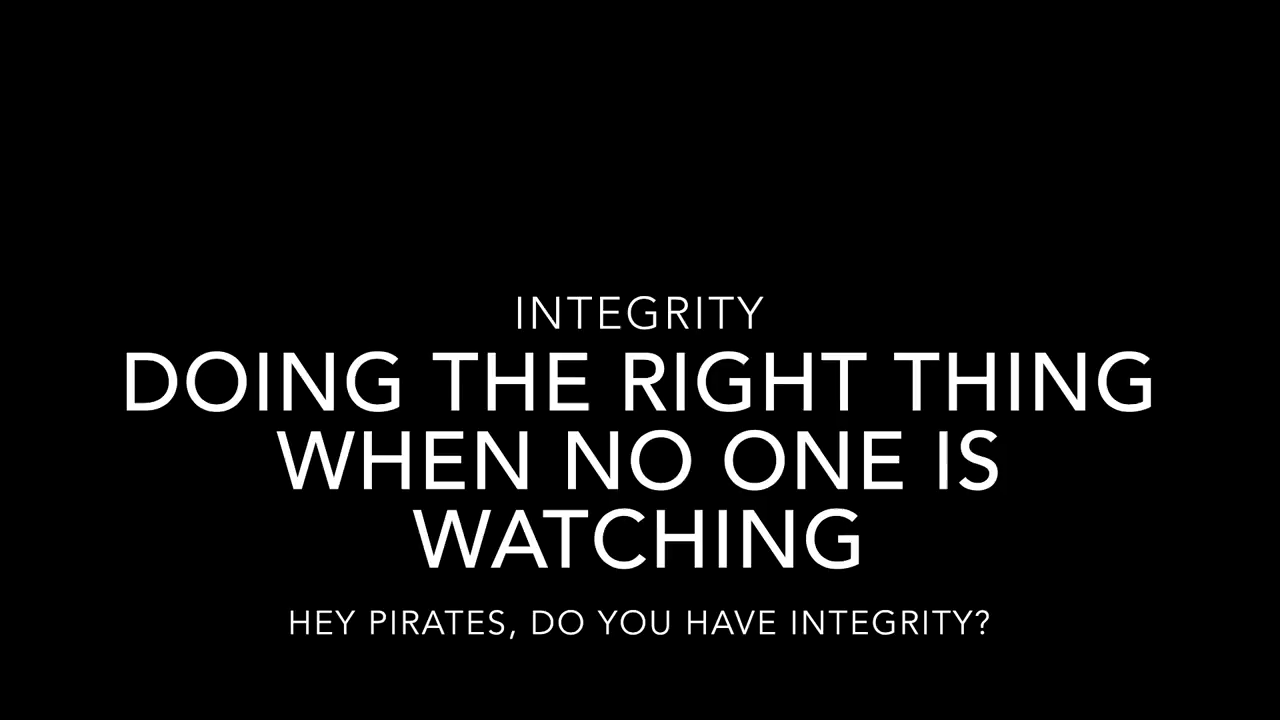 INTEGRITY
DOING THE RIGHT THING
WHEN NO ONE IS
WATCHING
HEY PIRATES, DO YOU HAVE INTEGRITY?